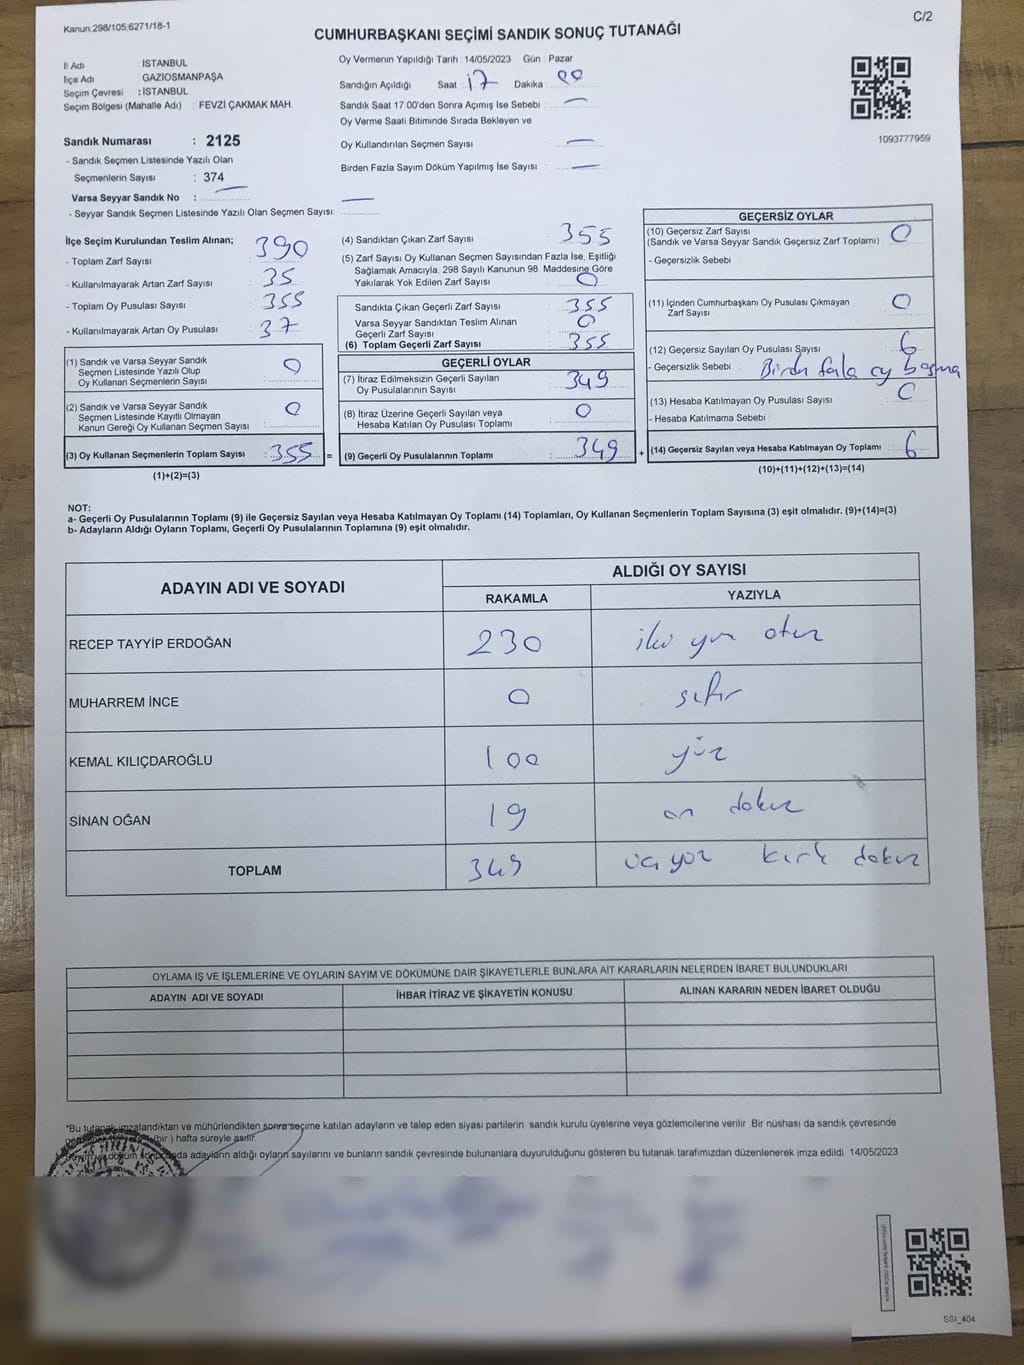 Kanun:298/105,6271/18-1
C/2
CUMHURBAŞKANI SEÇİMİ SANDIK SONUÇ TUTANAĞI
İl Adı : İSTANBUL
İlçe Adı GAZİOSMANPAŞA
Seçim Çevresi : İSTANBUL
Seçim Bölgesi (Mahalle Adı) : FEVZİ ÇAKMAK MAH.
Oy Vermenin Yapıldığı Tarih : 14/05/2023 Gün : Pazar
Sandığın Açıldığı Saat : 17 Dakika : 00
Sandık Saat 17:00'den Sonra Açımış İse Sebebi : —
Oy Verme Saati Bitiminde Sırada Bekleyen ve
Oy Kullandırılan Seçmen Sayısı : —
Birden Fazla Sayım Döküm Yapılmış İse Sayısı : —
1093777959
Sandık Numarası : 2125
- Sandık Seçmen Listesinde Yazılı Olan
Seçmenlerin Sayısı : 374
Varsa Seyyar Sandık No : —
- Seyyar Sandık Seçmen Listesinde Yazılı Olan Seçmen Sayısı: —
İlçe Seçim Kurulundan Teslim Alınan;
- Toplam Zarf Sayısı : 390
- Kullanılmayarak Artan Zarf Sayısı : 35
- Toplam Oy Pusulası Sayısı : 355
- Kullanılmayarak Artan Oy Pusulası : 37
(1) Sandık ve Varsa Seyyar Sandık
Seçmen Listesinde Yazılı Olup
Oy Kullanan Seçmenlerin Sayısı : 0
(2) Sandık ve Varsa Seyyar Sandık
Seçmen Listesinde Kayıtlı Olmayan
Kanun Gereği Oy Kullanan Seçmen Sayısı : 0
(3) Oy Kullanan Seçmenlerin Toplam Sayısı : 355 =
(1)+(2)=(3)
(4) Sandıktan Çıkan Zarf Sayısı : 355
(5) Zarf Sayısı Oy Kullanan Seçmen Sayısından Fazla İse, Eşitliği
Sağlamak Amacıyla, 298 Sayılı Kanunun 98. Maddesine Göre
Yakılarak Yok Edilen Zarf Sayısı : 0
Sandıkta Çıkan Geçerli Zarf Sayısı : 355
Varsa Seyyar Sandıktan Teslim Alınan
Geçerli Zarf Sayısı : 0
(6) Toplam Geçerli Zarf Sayısı : 355
GEÇERLİ OYLAR
(7) İtiraz Edilmeksizin Geçerli Sayılan
Oy Pusulalarının Sayısı : 349
(8) İtiraz Üzerine Geçerli Sayılan veya
Hesaba Katılan Oy Pusulası Toplamı : 0
(9) Geçerli Oy Pusulalarının Toplamı : 349 +
GEÇERSİZ OYLAR
(10) Geçersiz Zarf Sayısı
(Sandık ve Varsa Seyyar Sandık Geçersiz Zarf Toplamı) : 0
- Geçersizlik Sebebi :
(11) İçinden Cumhurbaşkanı Oy Pusulası Çıkmayan
Zarf Sayısı : 0
(12) Geçersiz Sayılan Oy Pusulası Sayısı : 6
- Geçersizlik Sebebi : Birden fazla oy basma
(13) Hesaba Katılmayan Oy Pusulası Sayısı : 0
- Hesaba Katılmama Sebebi :
(14) Geçersiz Sayılan veya Hesaba Katılmayan Oy Toplamı : 6
(10)+(11)+(12)+(13)=(14)
NOT:
a- Geçerli Oy Pusulalarının Toplamı (9) ile Geçersiz Sayılan veya Hesaba Katılmayan Oy Toplamı (14) Toplamları, Oy Kullanan Seçmenlerin Toplam Sayısına (3) eşit olmalıdır. (9)+(14)=(3)
b- Adayların Aldığı Oyların Toplamı, Geçerli Oy Pusulalarının Toplamına (9) eşit olmalıdır.
ADAYIN ADI VE SOYADI ALDIĞI OY SAYISI
RAKAMLA YAZIYLA
RECEP TAYYİP ERDOĞAN 230 iki yüz otuz
MUHARREM İNCE 0 sıfır
KEMAL KILIÇDAROĞLU 100 yüz
SİNAN OĞAN 19 on dokuz
TOPLAM 349 üç yüz kırk dokuz
OYLAMA İŞ VE İŞLEMLERİNE VE OYLARIN SAYIM VE DÖKÜMÜNE DAİR ŞİKAYETLERLE BUNLARA AİT KARARLARIN NELERDEN İBARET BULUNDUKLARI
ADAYIN ADI VE SOYADI İHBAR İTİRAZ VE ŞİKAYETİN KONUSU ALINAN KARARIN NEDEN İBARET OLDUĞU
*Bu tutanak imzalandıktan ve mühürlendikten sonra seçime katılan adayların ve talep eden siyasi partilerin sandık kurulu üyelerine veya gözlemcilerine verilir. Bir nüshası da sandık çevresinde
(bir ) hafta süreyle asılır.
adayların aldığı oyların sayılarını ve bunların sandık çevresinde bulunanlara duyurulduğunu gösteren bu tutanak tarafımızdan düzenlenerek imza edildi. 14/05/2023
SSI_404